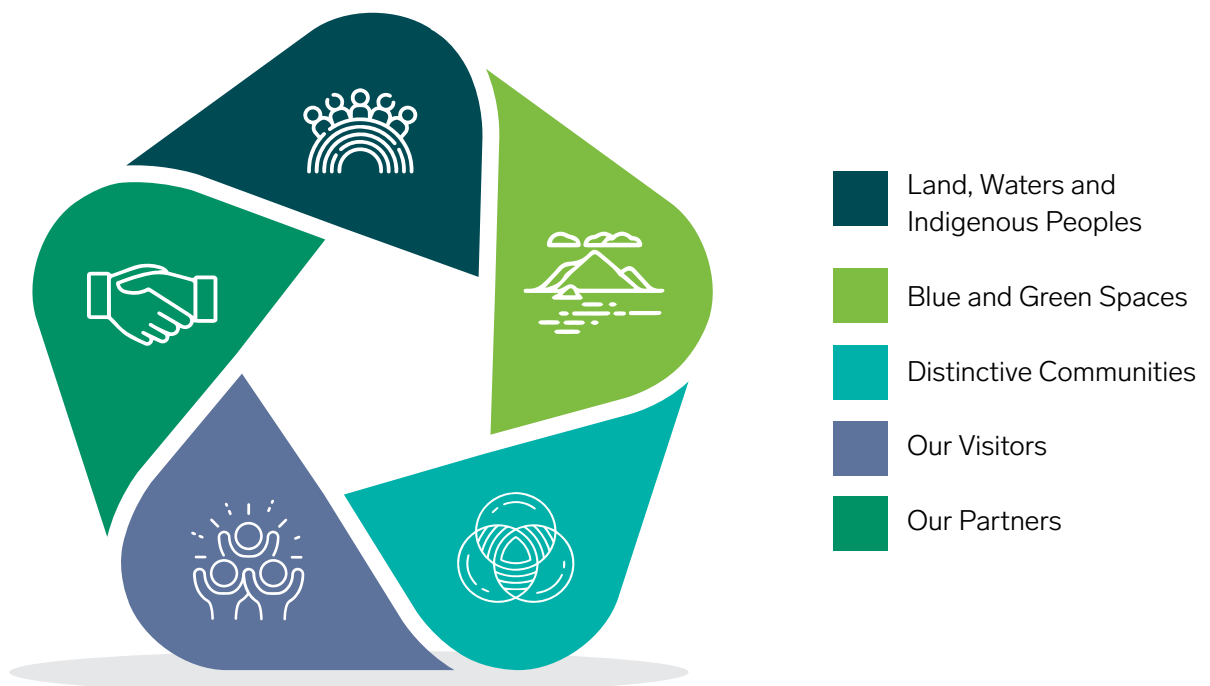 Land, Waters and
Indigenous Peoples
Blue and Green Spaces
Distinctive Communities
Our Visitors
Our Partners